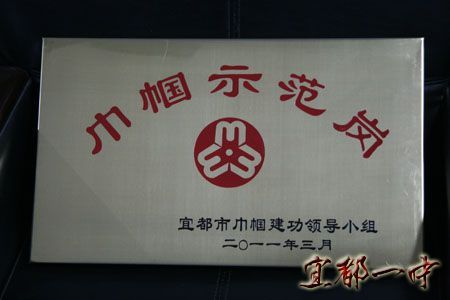 巾帼示范岗
宜都市巾帼建功领导小组
二〇一一年三月
宜都一中